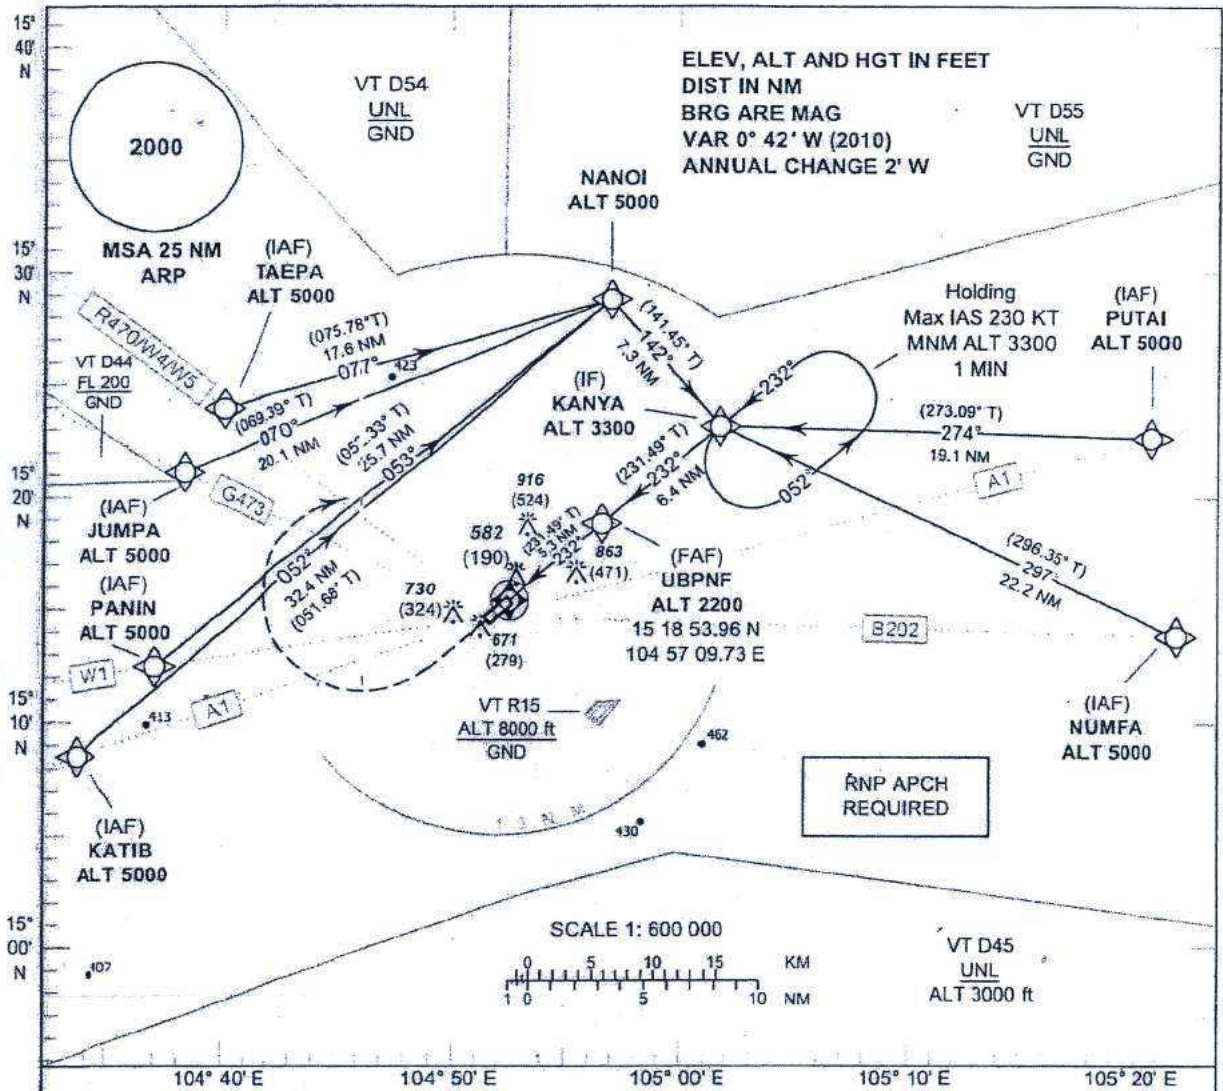 15°
40'
N
2000
MSA 25 NM
ARP
VT D54
UNL
GND
ELEV, ALT AND HGT IN FEET
DIST IN NM
BRG ARE MAG
VAR 0° 42' W (2010)
ANNUAL CHANGE 2' W
VT D55
UNL
GND
NANOI
ALT 5000
15°
30'
N
(IAF)
TAEPA
ALT 5000
R470/W4/W5
VT D44
FL 200
GND
(075.78° T)
17.6 NM
077°
423
(069.39° T)
070°
20.1 NM
(141.45° T)
142°
7.3 NM
Holding
Max IAS 230 KT
MNM ALT 3300
1 MIN
(IAF)
PUTAI
ALT 5000
(IF)
KANYA
ALT 3300
232°
052°
(273.09° T)
274°
19.1 NM
A1
15°
20'
N
(IAF)
JUMPA
ALT 5000
G473
25.7 NM
053°
(231.49° T)
232°
6.4 NM
916
(524)
(231.49° T)
5.3 NM
232°
582
(190)
863
(471)
(296.35° T)
297°
22.2 NM
(IAF)
PANIN
ALT 5000
052°
32.4 NM
(051.68° T)
730
(324)
671
(279)
(FAF)
UBPNF
ALT 2200
15 18 53.96 N
104 57 09.73 E
B202
W1
15°
10'
N
413
A1
VT R15
ALT 8000 ft
GND
462
(IAF)
NUMFA
ALT 5000
RNP APCH
REQUIRED
430
(IAF)
KATIB
ALT 5000
15°
00'
N
407
SCALE 1: 600 000
0 5 10 15 KM
1 0 5 10 NM
VT D45
UNL
ALT 3000 ft
104° 40' E
104° 50' E
105° 00' E
105° 10' E
105° 20' E